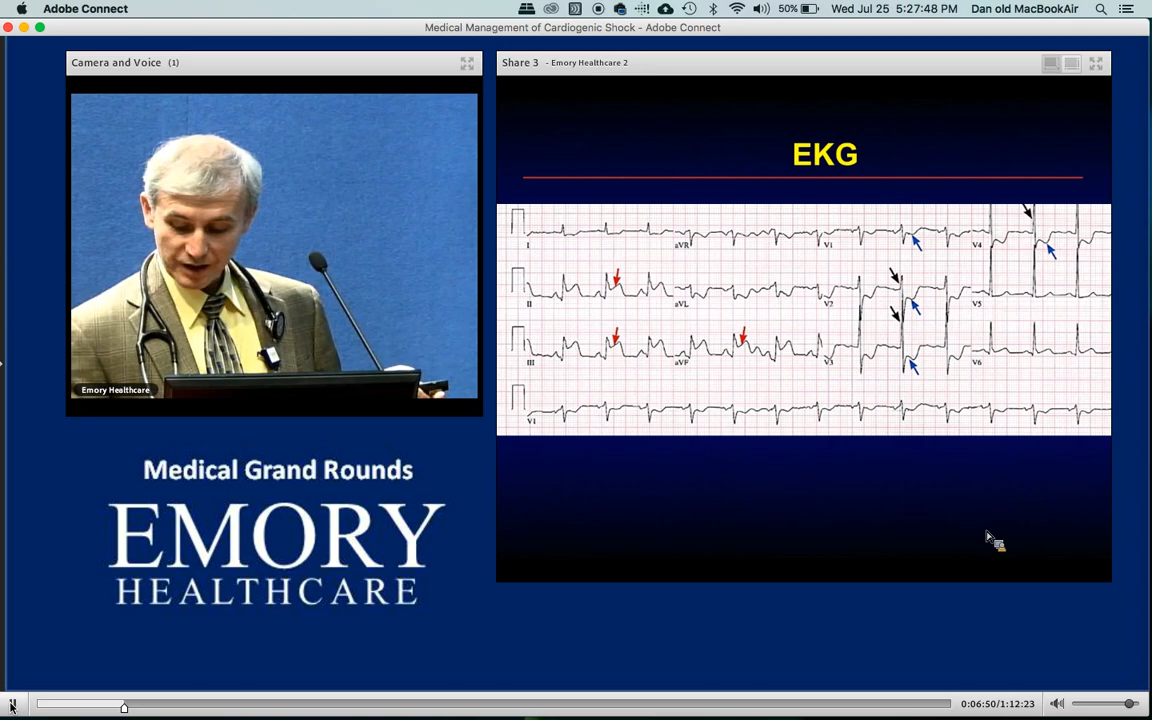 Adobe Connect
50%
Wed Jul 25 5:27:48 PM
Dan old MacBookAir
Medical Management of Cardiogenic Shock - Adobe Connect
Camera and Voice (1)
Share 3 - Emory Healthcare 2
EKG
I
aVR
V1
V4
II
aVL
V2
V5
III
aVF
V3
V6
V1
Emory Healthcare
Medical Grand Rounds
EMORY
HEALTHCARE
0:06:50/1:12:23